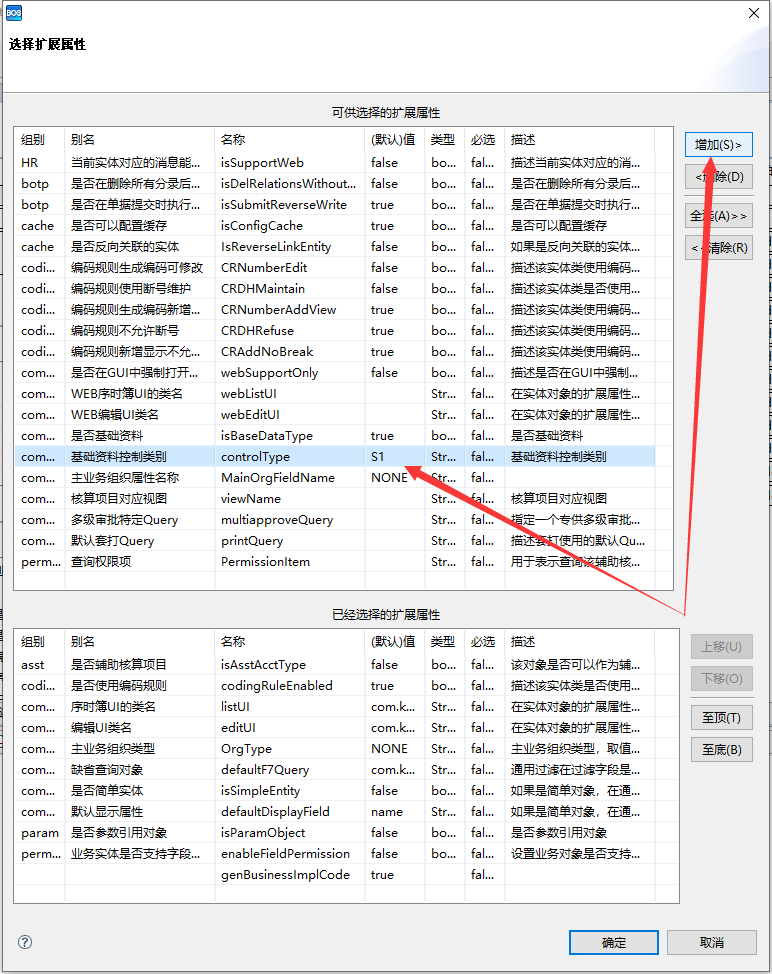 BOS
选择扩展属性
可供选择的扩展属性
组别 别名 名称 (默认)值 类型 必选 描述
HR 当前实体对应的消息能... isSupportWeb false bo... fal... 描述当前实体对应的消...
botp 是否在删除所有分录后... isDelRelationsWithout... false bo... fal... 是否在删除所有分录后...
botp 是否在单据提交时执行... isSubmitReverseWrite true bo... fal... 是否在单据提交时执行...
cache 是否可以配置缓存 isConfigCache true bo... fal... 是否可以配置缓存
cache 是否反向关联的实体 IsReverseLinkEntity false bo... fal... 如果是反向关联的实体...
codi... 编码规则生成编码可修改 CRNumberEdit false bo... fal... 描述该实体类使用编码...
codi... 编码规则使用断号维护 CRDHMaintain false bo... fal... 描述该实体类是否使用...
codi... 编码规则生成编码新增... CRNumberAddView true bo... fal... 描述该实体类使用编码...
codi... 编码规则不允许断号 CRDHRefuse true bo... fal... 描述该实体类使用编码...
codi... 编码规则新增显示不允... CRAddNoBreak true bo... fal... 描述该实体类使用编码...
com... 是否在GUI中强制打开... webSupportOnly false bo... fal... 描述是否在GUI中强制...
com... WEB序时簿UI的类名 webListUI Str... fal... 在实体对象的扩展属性...
com... WEB编辑UI类名 webEditUI Str... fal... 在实体对象的扩展属性...
com... 是否基础资料 isBaseDataType true bo... fal... 是否基础资料
com... 基础资料控制类别 controlType S1 Str... fal... 基础资料控制类别
com... 主业务组织属性名称 MainOrgFieldName NONE Str... fal...
com... 核算项目对应视图 viewName Str... fal... 核算项目对应视图
com... 多级审批特定Query multiapproveQuery Str... fal... 指定一个专供多级审批...
com... 默认套打Query printQuery Str... fal... 描述套打使用的默认Qu...
perm... 查询权限项 PermissionItem Str... fal... 用于表示查询该辅助核...
增加(S)>
<删除(D)
全选(A)>>
<<清除(R)
已经选择的扩展属性
组别 别名 名称 (默认)值 类型 必选 描述
asst 是否辅助核算项目 isAsstAcctType false bo... fal... 该对象是否可以作为辅...
codi... 是否使用编码规则 codingRuleEnabled true bo... fal... 描述该实体类是否使用...
com... 序时簿UI的类名 listUI com.k... Str... fal... 在实体对象的扩展属性...
com... 编辑UI类名 editUI com.k... Str... fal... 在实体对象的扩展属性...
com... 主业务组织类型 OrgType NONE Str... fal... 主业务组织类型，取值...
com... 缺省查询对象 defaultF7Query com.k... Str... fal... 通用过滤在过滤字段是...
com... 是否简单实体 isSimpleEntity false bo... fal... 如果是简单对象，在通...
com... 默认显示属性 defaultDisplayField name Str... fal... 如果是简单对象，在通...
param 是否参数引用对象 isParamObject false bo... fal... 是否参数引用对象
perm... 业务实体是否支持字段... enableFieldPermission false bo... fal... 设置业务对象是否支持...
genBusinessImplCode true fal...
上移(U)
下移(O)
至顶(T)
至底(B)
?
确定 取消